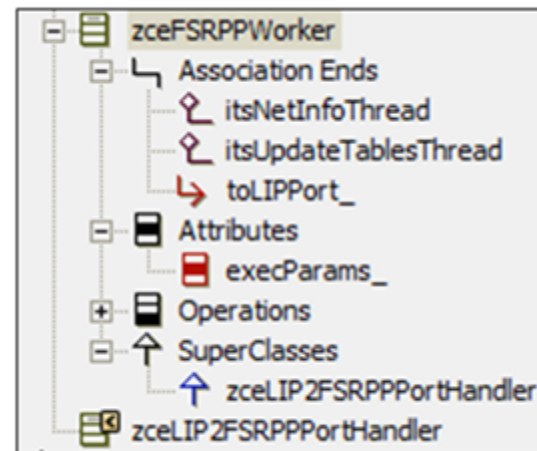 zceFSRPPWorker
Association Ends
itsNetInfoThread
itsUpdateTablesThread
toLIPPort_
Attributes
execParams_
Operations
SuperClasses
zceLIP2FSRPPPortHandler
zceLIP2FSRPPPortHandler